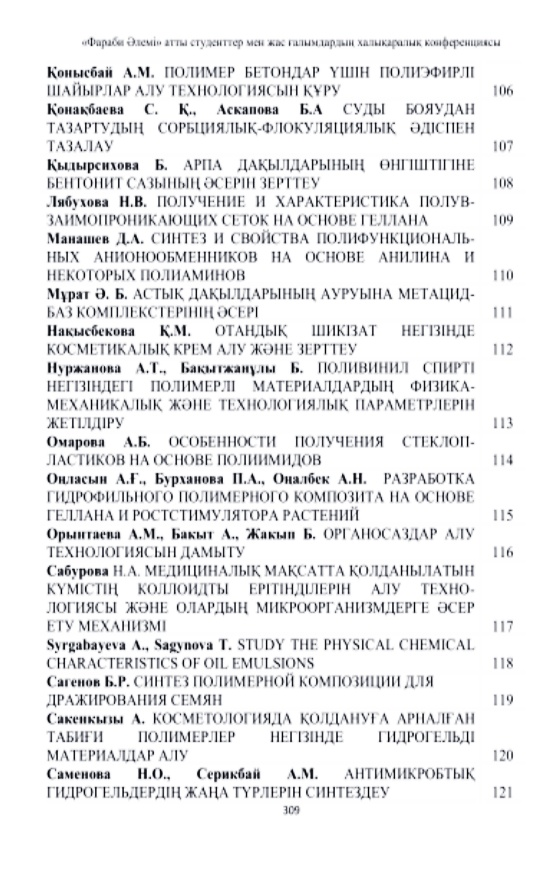 «Фараби Әлемі» атты студенттер мен жас ғалымдардың халықаралық конференциясы
Қонысбай А.М. ПОЛИМЕР БЕТОНДАР ҮШІН ПОЛИЭФИРЛІ
ШАЙЫРЛАР АЛУ ТЕХНОЛОГИЯСЫН ҚҰРУ 106
Қонақбаева С. Қ., Аскапова Б.А СУДЫ БОЯУДАН
ТАЗАРТУДЫҢ СОРБЦИЯЛЫҚ-ФЛОКУЛЯЦИЯЛЫҚ ӘДІСПЕН
ТАЗАЛАУ 107
Қыдырсихова Б. АРПА ДАҚЫЛДАРЫНЫҢ ӨНГІШТІГІНЕ
БЕНТОНИТ САЗЫНЫҢ ӘСЕРІН ЗЕРТТЕУ 108
Лябухова Н.В. ПОЛУЧЕНИЕ И ХАРАКТЕРИСТИКА ПОЛУВ-
ЗАИМОПРОНИКАЮЩИХ СЕТОК НА ОСНОВЕ ГЕЛЛАНА 109
Манашев Д.А. СИНТЕЗ И СВОЙСТВА ПОЛИФУНКЦИОНАЛЬ-
НЫХ АНИОНООБМЕННИКОВ НА ОСНОВЕ АНИЛИНА И
НЕКОТОРЫХ ПОЛИАМИНОВ 110
Мұрат Ә. Б. АСТЫҚ ДАҚЫЛДАРЫНЫҢ АУРУЫНА МЕТАЦИД-
БАЗ КОМПЛЕКСТЕРІНІҢ ӘСЕРІ 111
Нақысбекова Қ.М. ОТАНДЫҚ ШИКІЗАТ НЕГІЗІНДЕ
КОСМЕТИКАЛЫҚ КРЕМ АЛУ ЖӘНЕ ЗЕРТТЕУ 112
Нуржанова А.Т., Бақытжанұлы Б. ПОЛИВИНИЛ СПИРТІ
НЕГІЗІНДЕГІ ПОЛИМЕРЛІ МАТЕРИАЛДАРДЫҢ ФИЗИКА-
МЕХАНИКАЛЫҚ ЖӘНЕ ТЕХНОЛОГИЯЛЫҚ ПАРАМЕТРЛЕРІН
ЖЕТІЛДІРУ 113
Омарова А.Б. ОСОБЕННОСТИ ПОЛУЧЕНИЯ СТЕКЛОП-
ЛАСТИКОВ НА ОСНОВЕ ПОЛИИМИДОВ 114
Оңласын А.Ғ., Бурханова П.А., Оңалбек А.Н. РАЗРАБОТКА
ГИДРОФИЛЬНОГО ПОЛИМЕРНОГО КОМПОЗИТА НА ОСНОВЕ
ГЕЛЛАНА И РОСТСТИМУЛЯТОРА РАСТЕНИЙ 115
Орынтаева А.М., Бакыт А., Жакып Б. ОРГАНОСАЗДАР АЛУ
ТЕХНОЛОГИЯСЫН ДАМЫТУ 116
Сабурова Н.А. МЕДИЦИНАЛЫҚ МАҚСАТТА ҚОЛДАНЫЛАТЫН
КҮМІСТІҢ КОЛЛОИДТЫ ЕРІТІНДІЛЕРІН АЛУ ТЕХНО-
ЛОГИЯСЫ ЖӘНЕ ОЛАРДЫҢ МИКРООРГАНИЗМДЕРГЕ ӘСЕР
ЕТУ МЕХАНИЗМІ 117
Syrgabayeva A., Sagynova T. STUDY THE PHYSICAL CHEMICAL
CHARACTERISTICS OF OIL EMULSIONS 118
Сагенов Б.Р. СИНТЕЗ ПОЛИМЕРНОЙ КОМПОЗИЦИИ ДЛЯ
ДРАЖИРОВАНИЯ СЕМЯН 119
Сакенкызы А. КОСМЕТОЛОГИЯДА ҚОЛДАНУҒА АРНАЛҒАН
ТАБИҒИ ПОЛИМЕРЛЕР НЕГІЗІНДЕ ГИДРОГЕЛЬДІ
МАТЕРИАЛДАР АЛУ 120
Саменова Н.О., Серикбай А.М. АНТИМИКРОБТЫҚ
ГИДРОГЕЛЬДЕРДІҢ ЖАҢА ТҮРЛЕРІН СИНТЕЗДЕУ 121
309